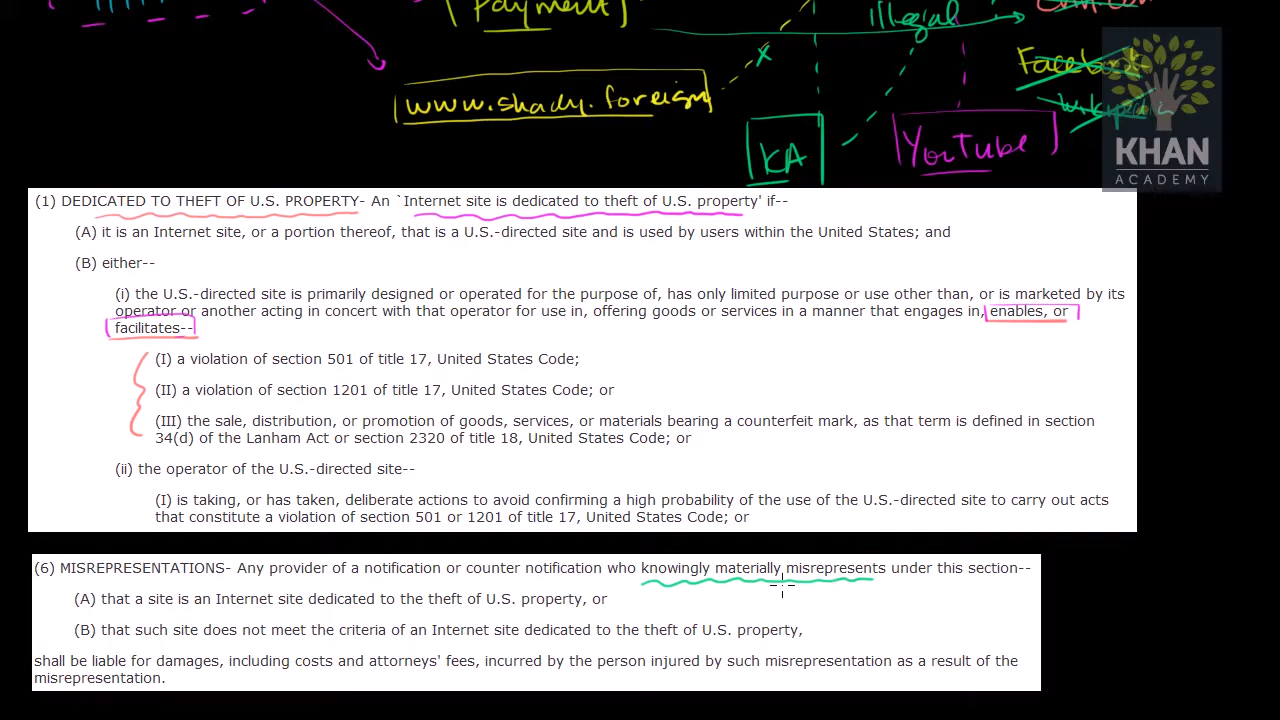 Payment
Illegal
Facebook
www.shady.foreign
KA
YouTube
KHAN
ACADEMY
(1) DEDICATED TO THEFT OF U.S. PROPERTY- An `Internet site is dedicated to theft of U.S. property' if--
(A) it is an Internet site, or a portion thereof, that is a U.S.-directed site and is used by users within the United States; and
(B) either--
(i) the U.S.-directed site is primarily designed or operated for the purpose of, has only limited purpose or use other than, or is marketed by its
operator or another acting in concert with that operator for use in, offering goods or services in a manner that engages in, enables, or
facilitates--
(I) a violation of section 501 of title 17, United States Code;
(II) a violation of section 1201 of title 17, United States Code; or
(III) the sale, distribution, or promotion of goods, services, or materials bearing a counterfeit mark, as that term is defined in section
34(d) of the Lanham Act or section 2320 of title 18, United States Code; or
(ii) the operator of the U.S.-directed site--
(I) is taking, or has taken, deliberate actions to avoid confirming a high probability of the use of the U.S.-directed site to carry out acts
that constitute a violation of section 501 or 1201 of title 17, United States Code; or
(6) MISREPRESENTATIONS- Any provider of a notification or counter notification who knowingly materially misrepresents under this section--
(A) that a site is an Internet site dedicated to the theft of U.S. property, or
(B) that such site does not meet the criteria of an Internet site dedicated to the theft of U.S. property,
shall be liable for damages, including costs and attorneys' fees, incurred by the person injured by such misrepresentation as a result of the
misrepresentation.